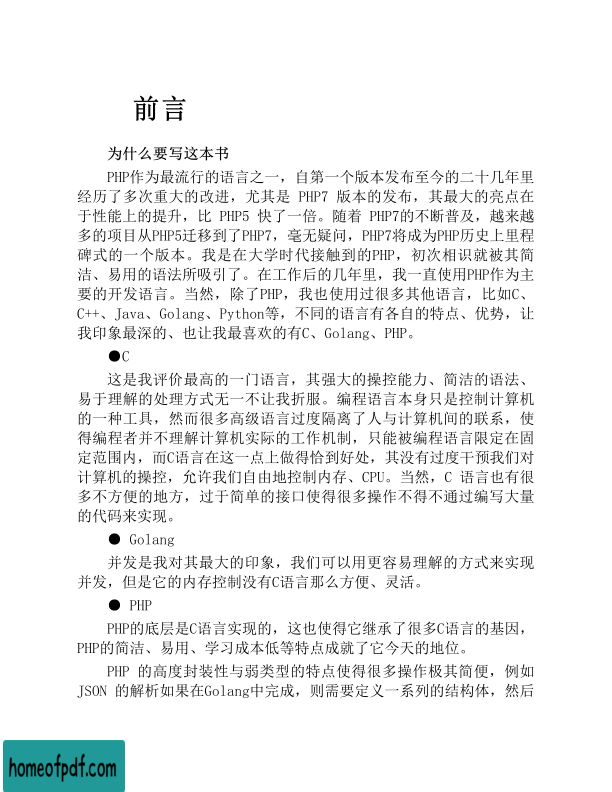 前言
为什么要写这本书
PHP作为最流行的语言之一，自第一个版本发布至今的二十几年里
经历了多次重大的改进，尤其是 PHP7 版本的发布，其最大的亮点在
于性能上的提升，比 PHP5 快了一倍。随着 PHP7的不断普及，越来越
多的项目从PHP5迁移到了PHP7，毫无疑问，PHP7将成为PHP历史上里程
碑式的一个版本。我是在大学时代接触到的PHP，初次相识就被其简
洁、易用的语法所吸引了。在工作后的几年里，我一直使用PHP作为主
要的开发语言。当然，除了PHP，我也使用过很多其他语言，比如C、
C++、Java、Golang、Python等，不同的语言有各自的特点、优势，让
我印象最深的、也让我最喜欢的有C、Golang、PHP。
●C
这是我评价最高的一门语言，其强大的操控能力、简洁的语法、
易于理解的处理方式无一不让我折服。编程语言本身只是控制计算机
的一种工具，然而很多高级语言过度隔离了人与计算机间的联系，使
得编程者并不理解计算机实际的工作机制，只能被编程语言限定在固
定范围内，而C语言在这一点上做得恰到好处，其没有过度干预我们对
计算机的操控，允许我们自由地控制内存、CPU。当然，C 语言也有很
多不方便的地方，过于简单的接口使得很多操作不得不通过编写大量
的代码来实现。
● Golang
并发是我对其最大的印象，我们可以用更容易理解的方式来实现
并发，但是它的内存控制没有C语言那么方便、灵活。
● PHP
PHP的底层是C语言实现的，这也使得它继承了很多C语言的基因，
PHP的简洁、易用、学习成本低等特点成就了它今天的地位。
PHP 的高度封装性与弱类型的特点使得很多操作极其简便，例如
JSON 的解析如果在Golang中完成，则需要定义一系列的结构体，然后
homeofpdf.com